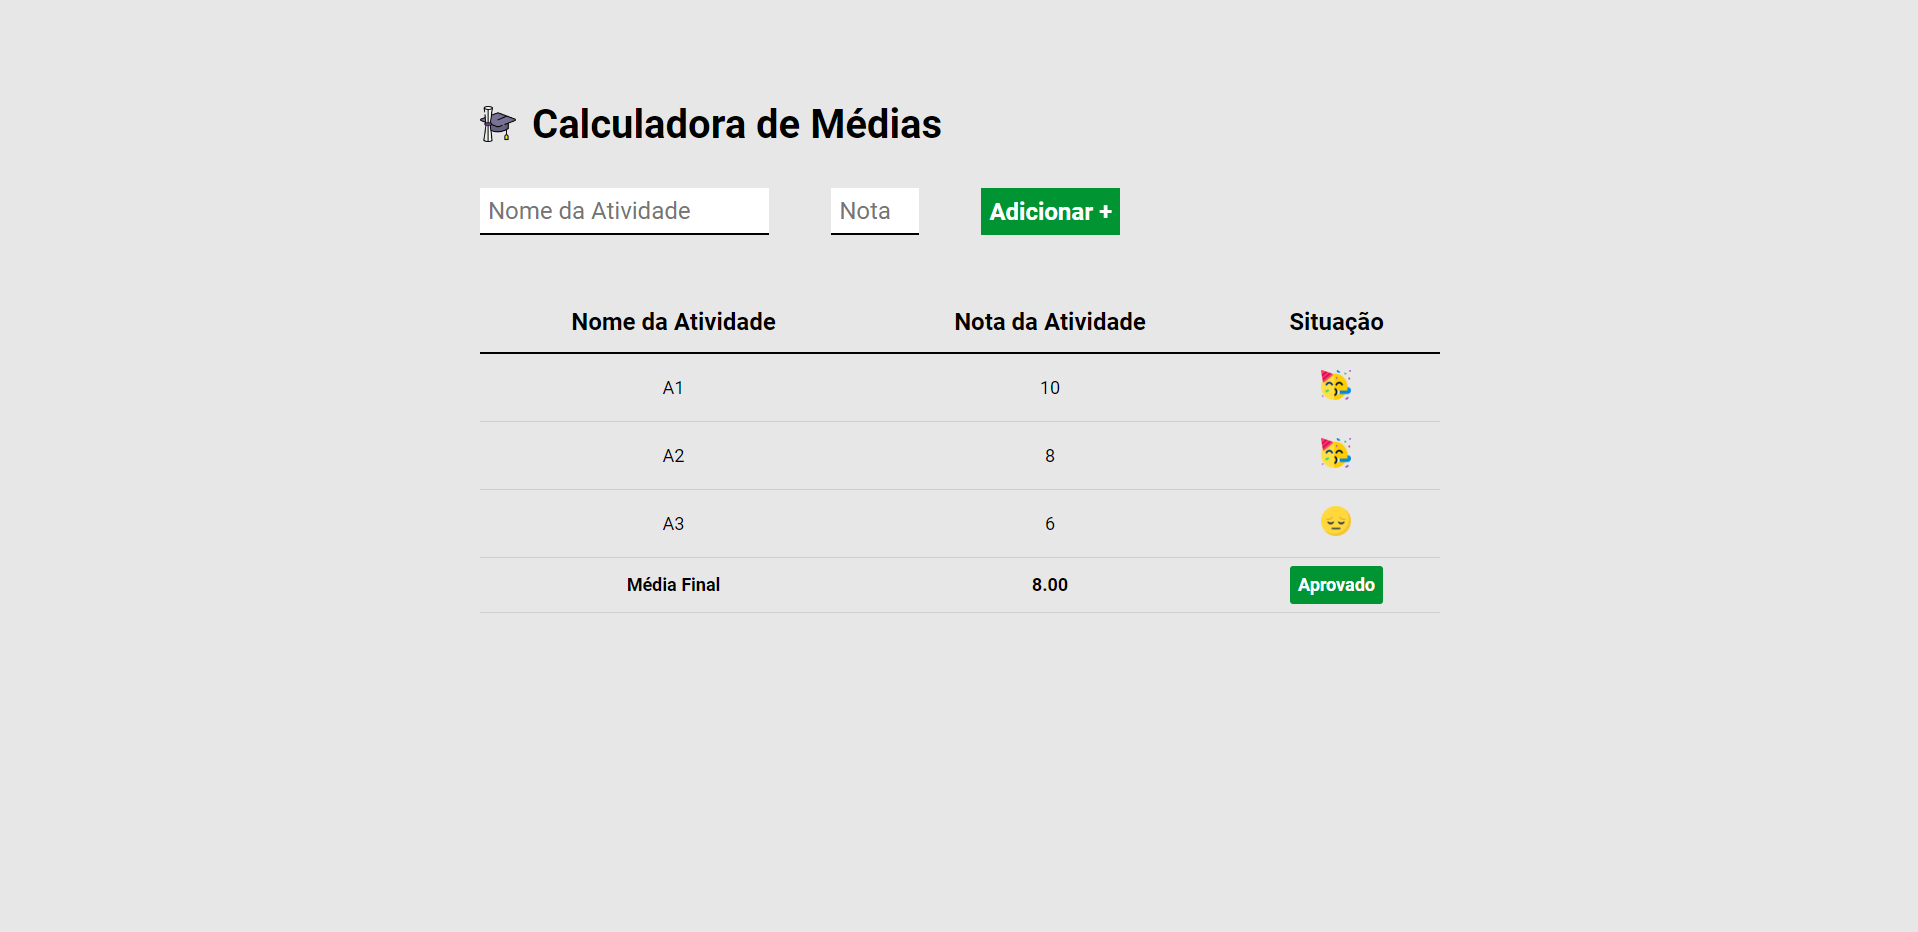 Calculadora de Médias
Nome da Atividade Nota Adicionar +
Nome da Atividade Nota da Atividade Situação
A1 10
A2 8
A3 6
Média Final 8.00 Aprovado